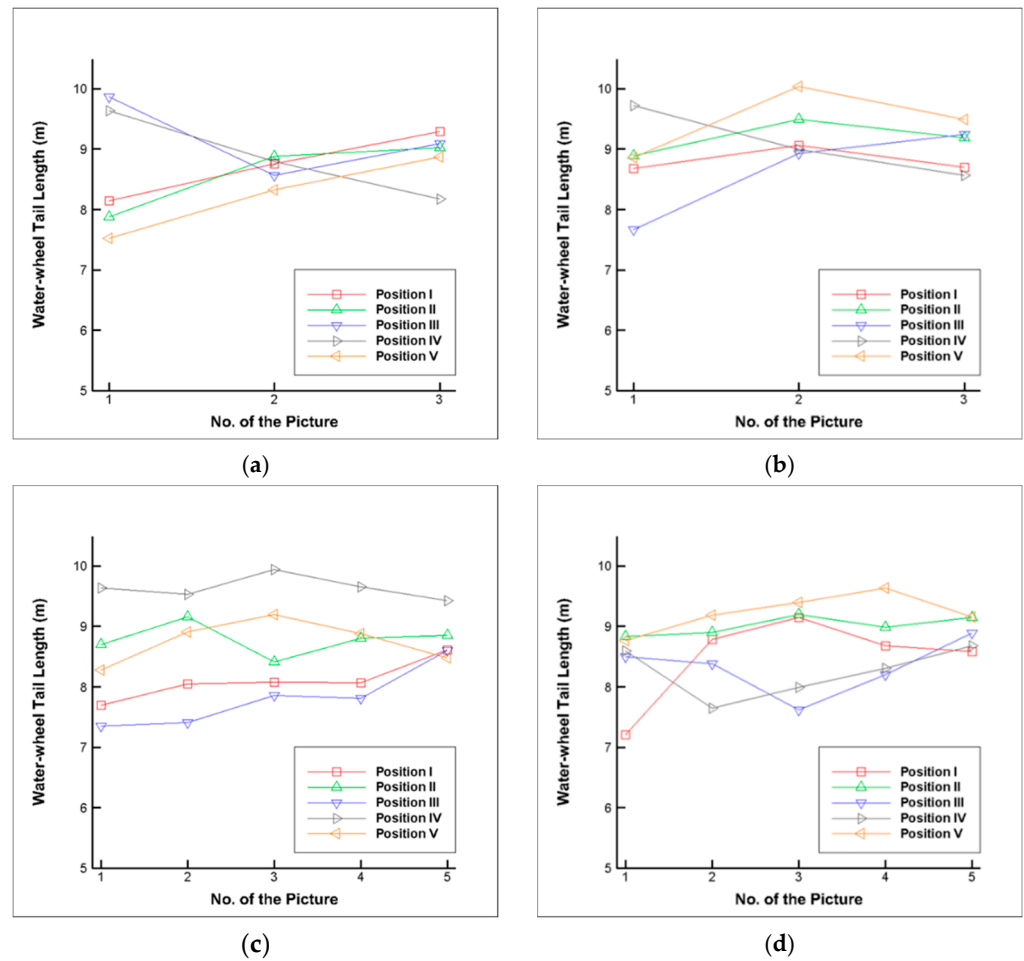 10
9
8
7
6
5
1
2
3
Water-wheel Tail Length (m)
No. of the Picture
Position I
Position II
Position III
Position IV
Position V
(a)
10
9
8
7
6
5
1
2
3
Water-wheel Tail Length (m)
No. of the Picture
Position I
Position II
Position III
Position IV
Position V
(b)
10
9
8
7
6
5
1
2
3
4
5
Water-wheel Tail Length (m)
No. of the Picture
Position I
Position II
Position III
Position IV
Position V
(c)
10
9
8
7
6
5
1
2
3
4
5
Water-wheel Tail Length (m)
No. of the Picture
Position I
Position II
Position III
Position IV
Position V
(d)